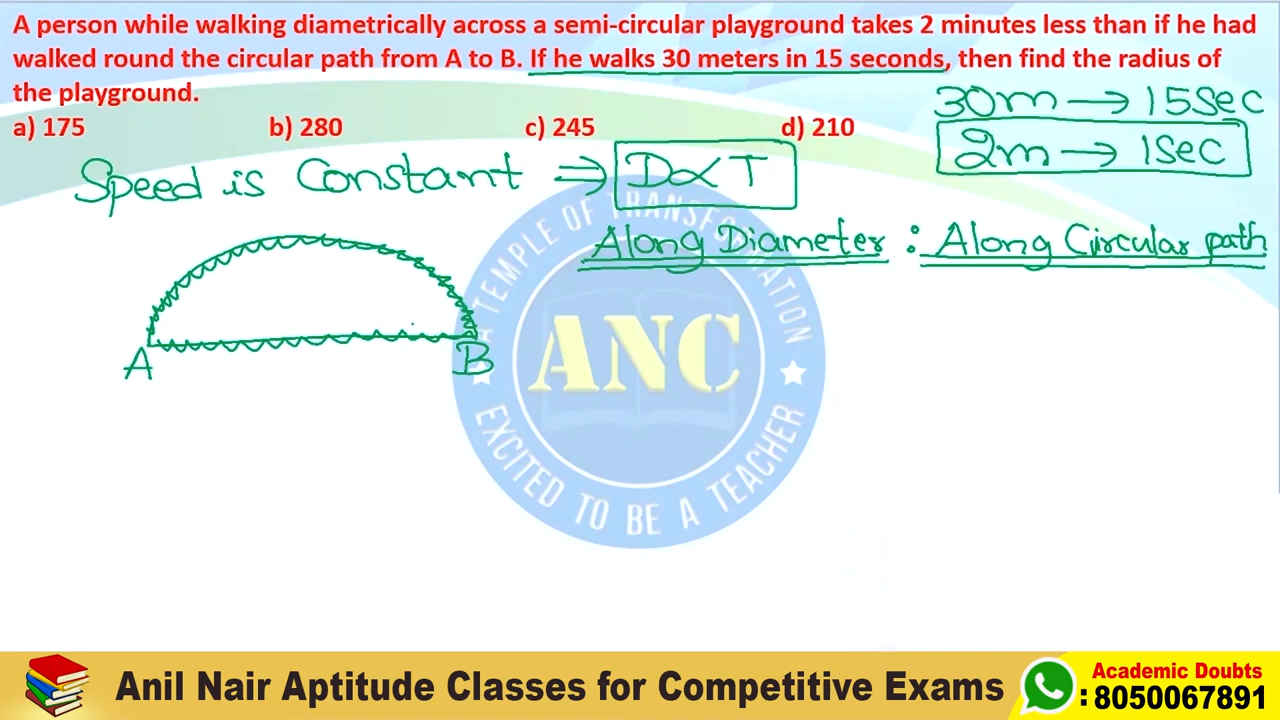 A person while walking diametrically across a semi-circular playground takes 2 minutes less than if he had
walked round the circular path from A to B. If he walks 30 meters in 15 seconds, then find the radius of
the playground.
a) 175 b) 280 c) 245 d) 210
30m → 15sec
2m → 1sec
Speed is Constant ⇒ D∝T
Along Diameter : Along Circular path
A B
A TEMPLE OF TRANSFORMATION
ANC
EXCITED TO BE A TEACHER
Anil Nair Aptitude Classes for Competitive Exams
Academic Doubts
: 8050067891